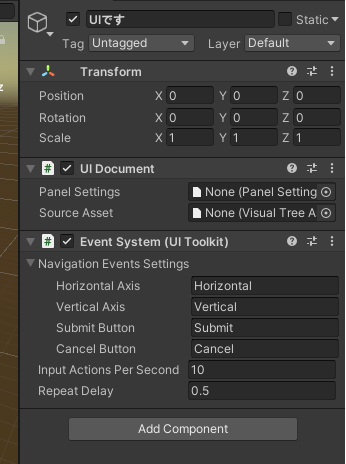 UIです Static
Tag Untagged Layer Default
Transform
Position X 0 Y 0 Z 0
Rotation X 0 Y 0 Z 0
Scale X 1 Y 1 Z 1
UI Document
Panel Settings None (Panel Setting
Source Asset None (Visual Tree A
Event System (UI Toolkit)
Navigation Events Settings
Horizontal Axis Horizontal
Vertical Axis Vertical
Submit Button Submit
Cancel Button Cancel
Input Actions Per Second 10
Repeat Delay 0.5
Add Component